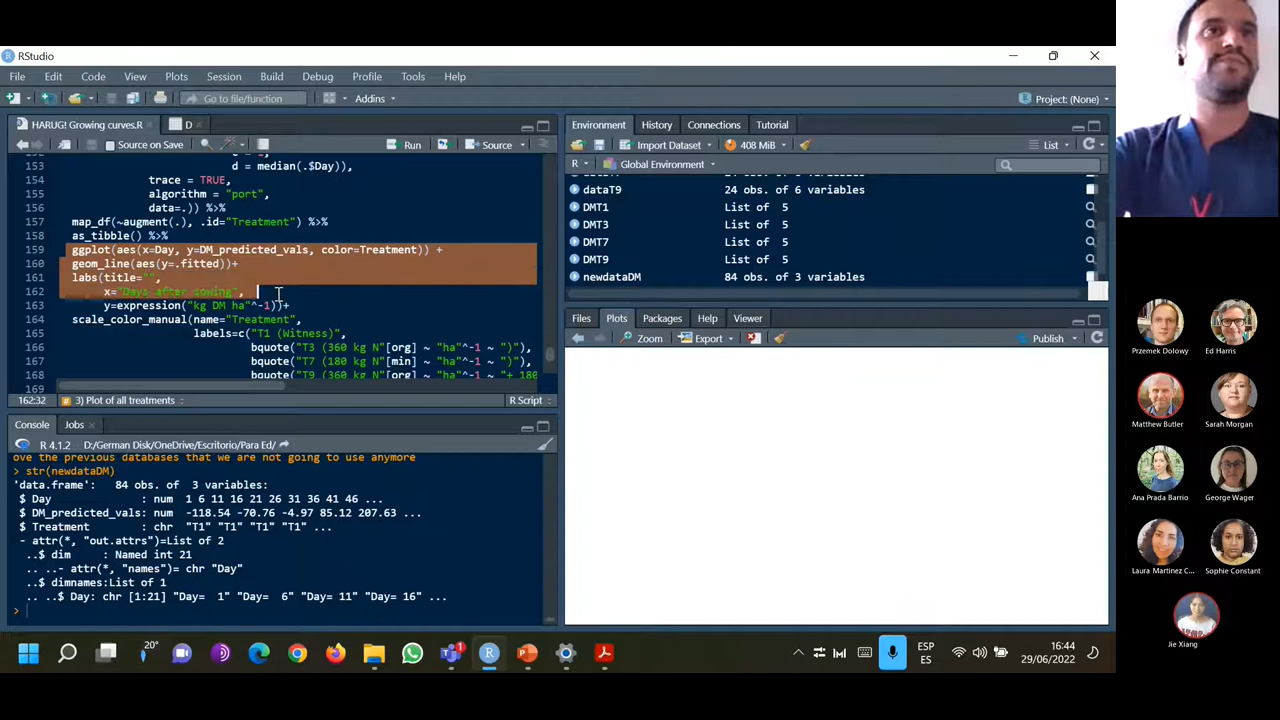 RStudio
File Edit Code View Plots Session Build Debug Profile Tools Help
Go to file/function Addins Project: (None)
HARUG! Growing curves.R D
Source on Save Run Source
153 d = median(.$Day)),
154 trace = TRUE,
155 algorithm = "port",
156 data=.)) %>%
157 map_df(~augment(.), .id="Treatment") %>%
158 as_tibble() %>%
159 ggplot(aes(x=Day, y=DM_predicted_vals, color=Treatment)) +
160 geom_line(aes(y=.fitted))+
161 labs(title="",
162 x="Days after sowing",
163 y=expression("kg DM ha"^-1))+
164 scale_color_manual(name="Treatment",
165 labels=c("T1 (Witness)",
166 bquote("T3 (360 kg N"[org] ~ "ha"^-1 ~ ")"),
167 bquote("T7 (180 kg N"[min] ~ "ha"^-1 ~ ")"),
168 bquote("T9 (360 kg N"[org] ~ "ha"^-1 ~ "+ 180
169
162:32 # 3) Plot of all treatments R Script
Console Jobs
R 4.1.2 · D:/German Disk/OneDrive/Escritorio/Para Ed/
ove the previous databases that we are not going to use anymore
> str(newdataDM)
'data.frame': 84 obs. of 3 variables:
$ Day : num 1 6 11 16 21 26 31 36 41 46 ...
$ DM_predicted_vals: num -118.54 -70.76 -4.97 85.12 207.63 ...
$ Treatment : chr "T1" "T1" "T1" "T1" ...
- attr(*, "out.attrs")=List of 2
..$ dim : Named int 21
.. ..- attr(*, "names")= chr "Day"
..$ dimnames:List of 1
.. ..$ Day: chr [1:21] "Day= 1" "Day= 6" "Day= 11" "Day= 16" ...
>
Environment History Connections Tutorial
Import Dataset 408 MiB List
R Global Environment
dataT9 24 obs. of 6 variables
DMT1 List of 5
DMT3 List of 5
DMT7 List of 5
DMT9 List of 5
newdataDM 84 obs. of 3 variables
Files Plots Packages Help Viewer
Zoom Export Publish
Przemek Dolowy
Ed Harris
Matthew Butler
Sarah Morgan
Ana Prada Barrio
George Wager
Laura Martinez C...
Sophie Constant
Jie Xiang
20°
ESP
ES
16:44
29/06/2022